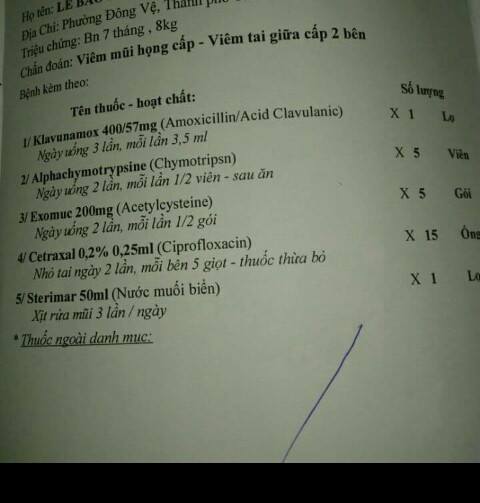 Họ tên: LÊ
Địa Chỉ: Phường Đông Vệ, Thành phố
Triệu chứng: Bn 7 tháng , 8kg
Chẩn đoán: Viêm mũi họng cấp - Viêm tai giữa cấp 2 bên
Bệnh kèm theo:
Tên thuốc - hoạt chất: Số lượng
1/ Klavunamox 400/57mg (Amoxicillin/Acid Clavulanic) X 1 Lọ
Ngày uống 3 lần, mỗi lần 3,5 ml
2/ Alphachymotrypsine (Chymotripsn) X 5 Viên
Ngày uống 2 lần, mỗi lần 1/2 viên - sau ăn
3/ Exomuc 200mg (Acetylcysteine) X 5 Gói
Ngày uống 2 lần, mỗi lần 1/2 gói
4/ Cetraxal 0,2% 0,25ml (Ciprofloxacin) X 15 Ống
Nhỏ tai ngày 2 lần, mỗi bên 5 giọt - thuốc thừa bỏ
5/ Sterimar 50ml (Nước muối biển) X 1 Lọ
Xịt rửa mũi 3 lần / ngày
* Thuốc ngoài danh mục: